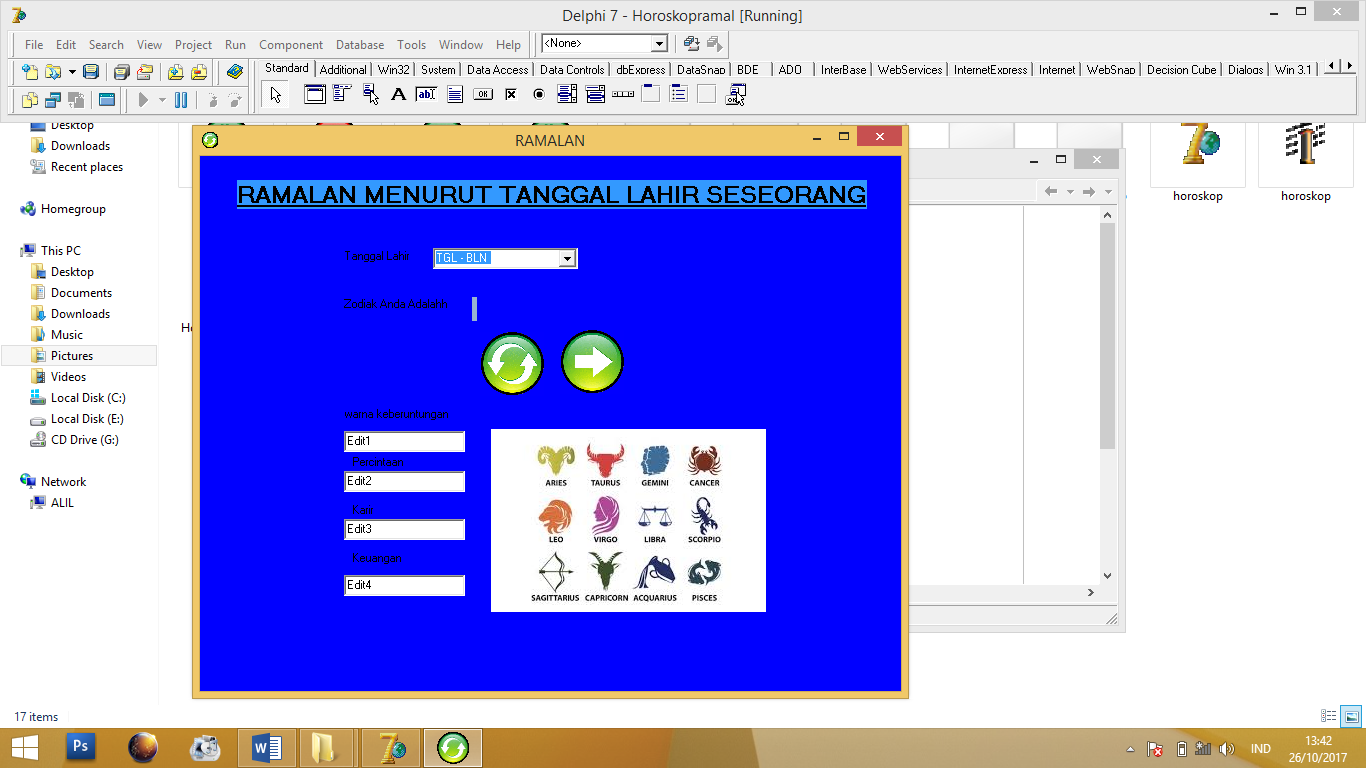 Delphi 7 - Horoskopramal [Running]
File Edit Search View Project Run Component Database Tools Window Help <None>
Standard Additional Win32 System Data Access Data Controls dbExpress DataSnap BDE ADO InterBase WebServices InternetExpress Internet WebSnap Decision Cube Dialogs Win 3.1
Desktop
Downloads
Recent places
Homegroup
This PC
Desktop
Documents
Downloads
Music
Pictures
Videos
Local Disk (C:)
Local Disk (E:)
CD Drive (G:)
Network
ALIL
17 items
RAMALAN
RAMALAN MENURUT TANGGAL LAHIR SESEORANG
Tanggal Lahir TGL - BLN
Zodiak Anda Adalahh
warna keberuntungan
Edit1
Percintaan
Edit2
Karir
Edit3
Keuangan
Edit4
ARIES TAURUS GEMINI CANCER
LEO VIRGO LIBRA SCORPIO
SAGITTARIUS CAPRICORN ACQUARIUS PISCES
horoskop horoskop
Ps
IND
13:42
26/10/2017